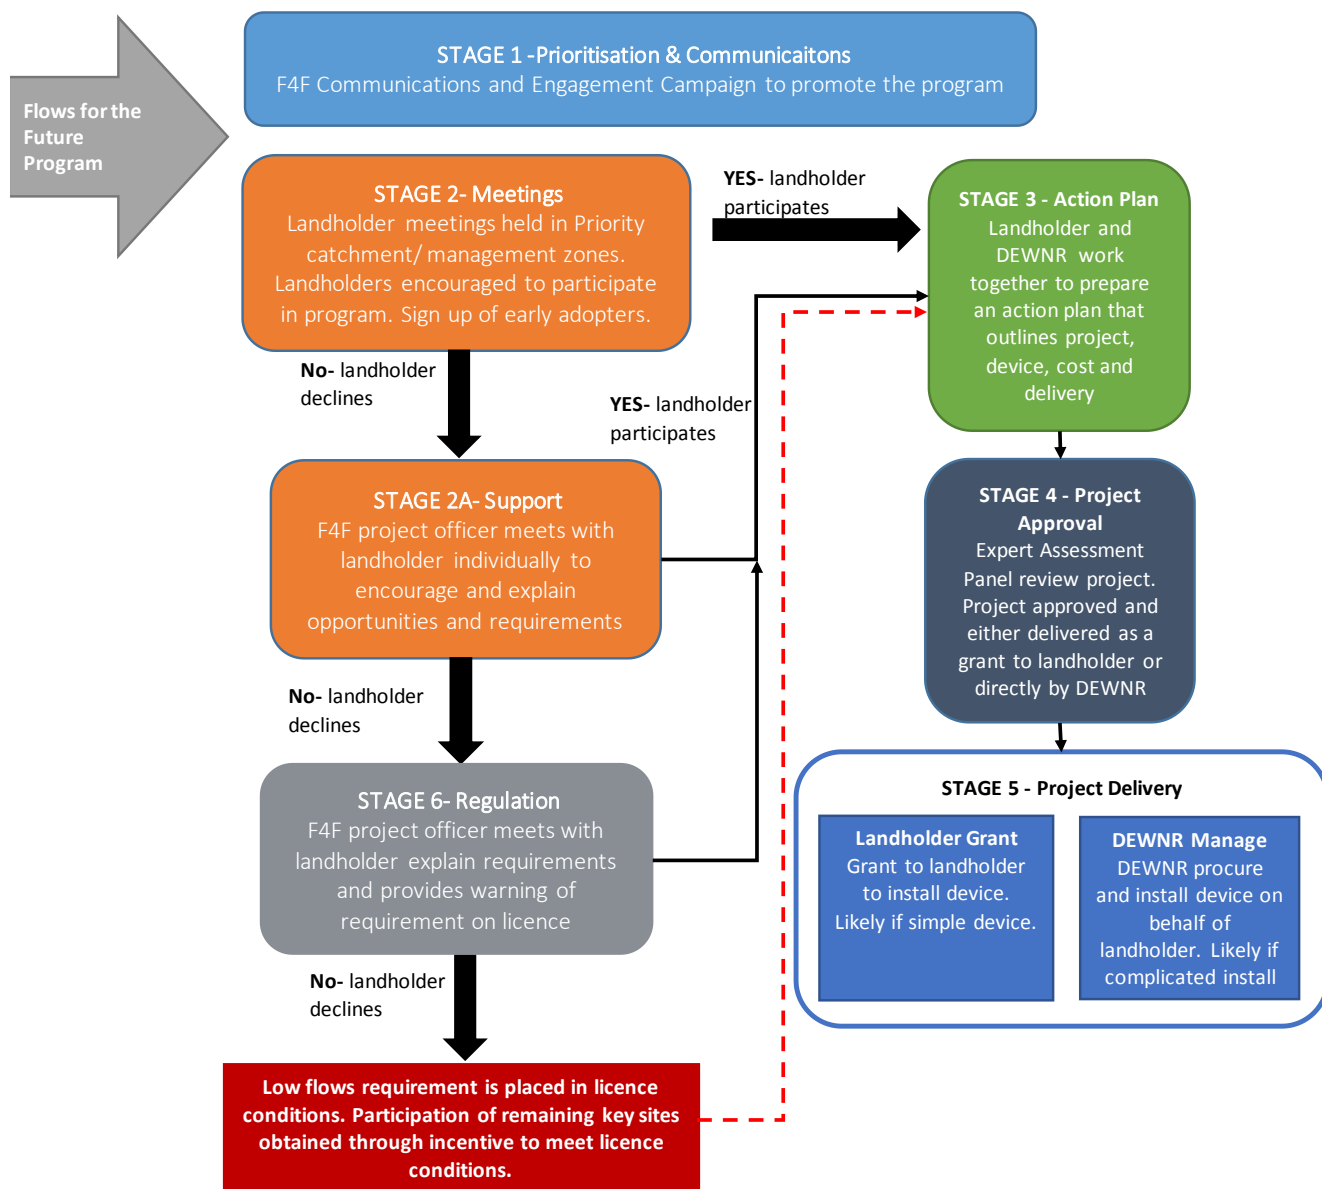 Flows for the
Future
Program
STAGE 1 -Prioritisation & Communicaitons
F4F Communications and Engagement Campaign to promote the program
STAGE 2- Meetings
Landholder meetings held in Priority
catchment/ management zones.
Landholders encouraged to participate
in program. Sign up of early adopters.
YES- landholder
participates
No- landholder
declines
STAGE 2A- Support
F4F project officer meets with
landholder individually to
encourage and explain
opportunities and requirements
YES- landholder
participates
No- landholder
declines
STAGE 6- Regulation
F4F project officer meets with
landholder explain requirements
and provides warning of
requirement on licence
No- landholder
declines
Low flows requirement is placed in licence
conditions. Participation of remaining key sites
obtained through incentive to meet licence
conditions.
STAGE 3 - Action Plan
Landholder and
DEWNR work
together to prepare
an action plan that
outlines project,
device, cost and
delivery
STAGE 4 - Project
Approval
Expert Assessment
Panel review project.
Project approved and
either delivered as a
grant to landholder or
directly by DEWNR
STAGE 5 - Project Delivery
Landholder Grant
Grant to landholder
to install device.
Likely if simple device.
DEWNR Manage
DEWNR procure
and install device on
behalf of
landholder. Likely if
complicated install